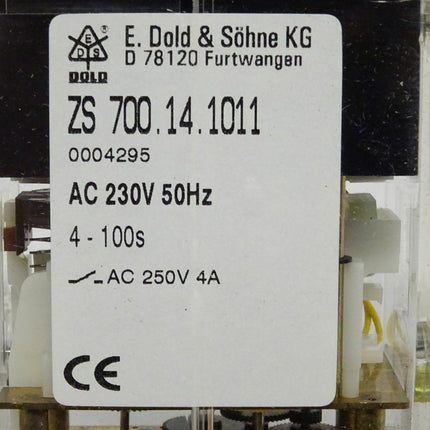 E. Dold & Söhne KG
D 78120 Furtwangen
EDS
®
DOLD
ZS 700.14.1011
0004295
AC 230V 50Hz
4 - 100s
AC 250V 4A
CE